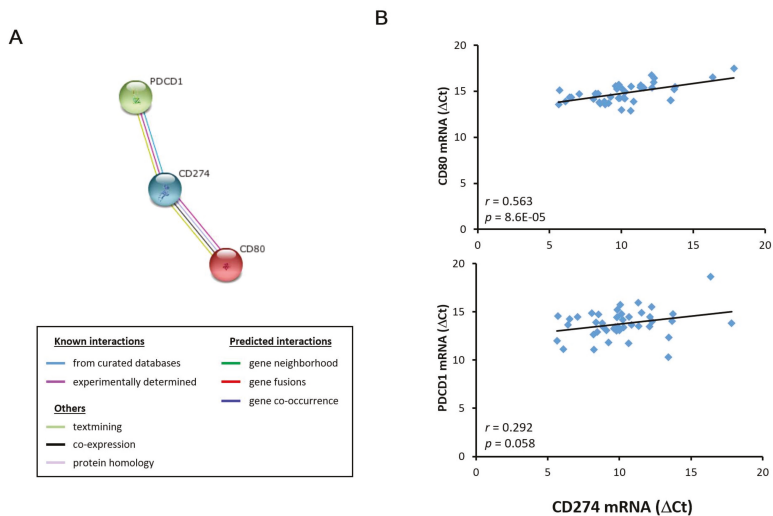 A
PDCD1
CD274
CD80
Known interactions
from curated databases
experimentally determined
Others
textmining
co-expression
protein homology
Predicted interactions
gene neighborhood
gene fusions
gene co-occurrence
B
CD80 mRNA (ΔCt)
20
15
10
5
0
r = 0.563
p = 8.6E-05
0 5 10 15 20
PDCD1 mRNA (ΔCt)
20
15
10
5
0
r = 0.292
p = 0.058
0 5 10 15 20
CD274 mRNA (ΔCt)